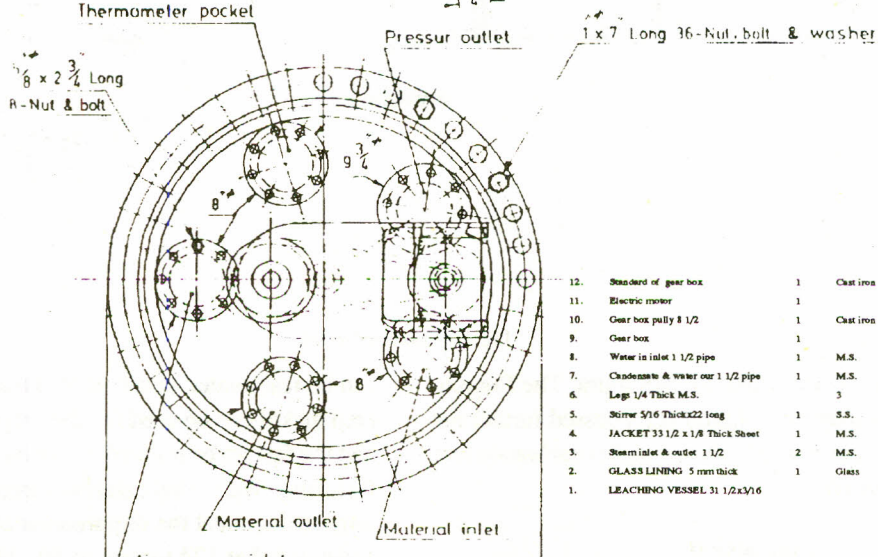 Thermometer pocket
Pressur outlet
1 x 7" Long 36-Nut, bolt & washer
5/8 x 2 3/4 Long
8-Nut & bolt
9 3/4"
8"
8"
12. Standard of gear box 1 Cast iron
11. Electric motor 1
10. Gear box pully 8 1/2 1 Cast iron
9. Gear box 1
8. Water in inlet 1 1/2 pipe 1 M.S.
7. Candensate & water our 1 1/2 pipe 1 M.S.
6. Legs 1/4 Thick M.S. 3
5. Stirrer 5/16 Thickx22 long 1 S.S.
4. JACKET 33 1/2 x 1/8 Thick Sheet 1 M.S.
3. Steam inlet & outlet 1 1/2 2 M.S.
2. GLASS LINING 5 mm thick 1 Glass
1. LEACHING VESSEL 31 1/2x3/16
Material outlet
Material inlet